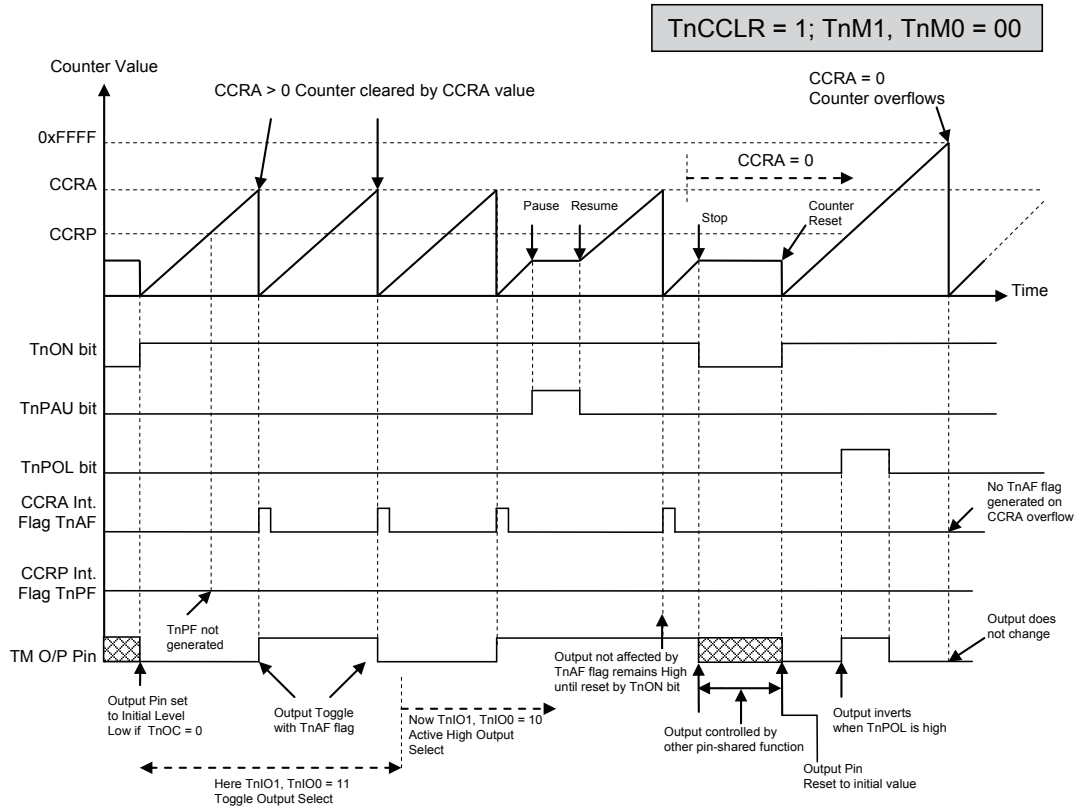 TnCCLR = 1; TnM1, TnM0 = 00
Counter Value
CCRA > 0 Counter cleared by CCRA value
CCRA = 0
Counter overflows
0xFFFF
CCRA = 0
CCRA
Pause
Resume
Stop
Counter
Reset
CCRP
Time
TnON bit
TnPAU bit
TnPOL bit
No TnAF flag
generated on
CCRA overflow
CCRA Int.
Flag TnAF
CCRP Int.
Flag TnPF
TnPF not
generated
Output does
not change
TM O/P Pin
Output not affected by
TnAF flag remains High
until reset by TnON bit
Output Pin set
to Initial Level
Low if TnOC = 0
Output Toggle
with TnAF flag
Now TnIO1, TnIO0 = 10
Active High Output
Select
Output controlled by
other pin-shared function
Output inverts
when TnPOL is high
Output Pin
Reset to initial value
Here TnIO1, TnIO0 = 11
Toggle Output Select